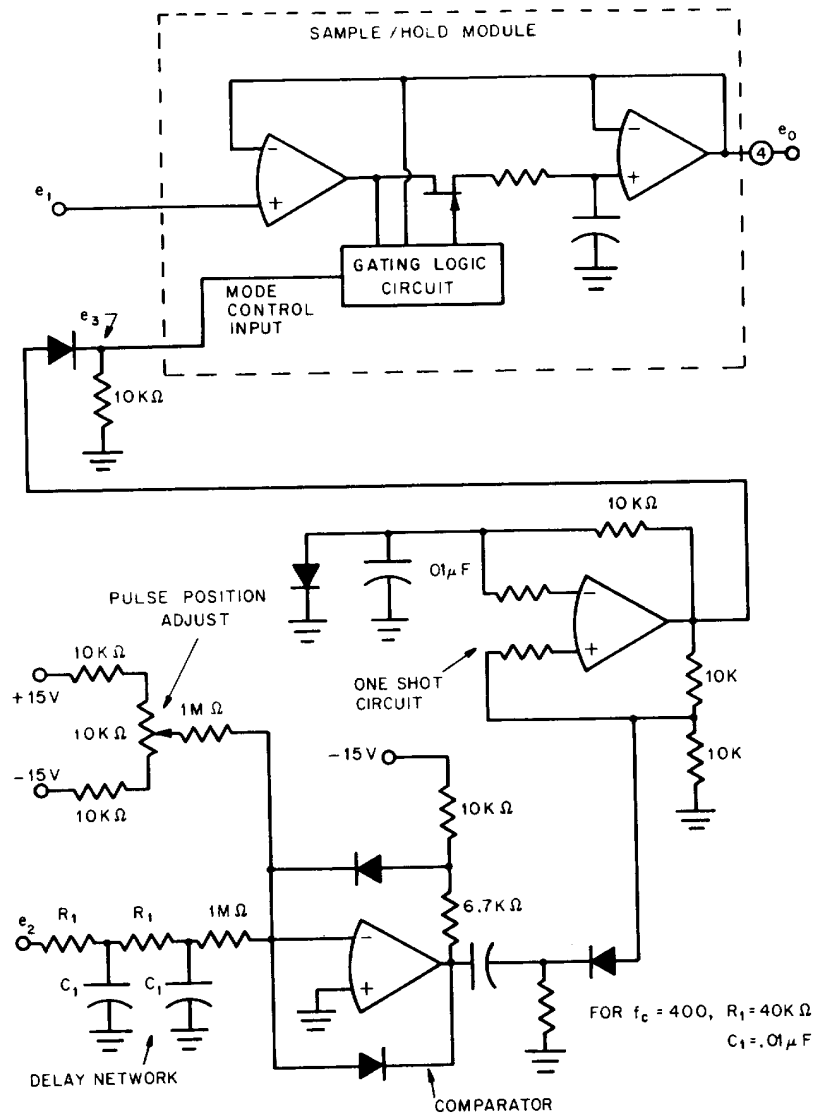 SAMPLE/HOLD MODULE
e₀
−
−
4
+
+
e₁
GATING LOGIC
CIRCUIT
MODE
CONTROL
INPUT
e₃
10KΩ
10KΩ
.01µF
PULSE POSITION
ADJUST
−
+
10KΩ
+15V
ONE SHOT
CIRCUIT
10K
1MΩ
10KΩ
−15V
10K
−15V
10KΩ
10KΩ
6.7KΩ
e₂
R₁
R₁
1MΩ
−
+
C₁
C₁
FOR f꜀ = 400, R₁ = 40KΩ
C₁ = .01µF
DELAY NETWORK
COMPARATOR